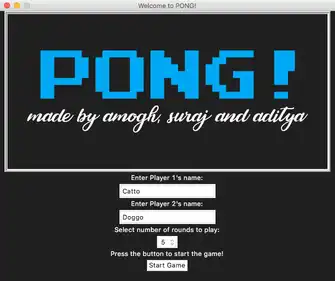 Welcome to PONG!
PONG!
made by amogh, suraj and aditya
Enter Player 1's name:
Catto
Enter Player 2's name:
Doggo
Select number of rounds to play:
5
Press the button to start the game!
Start Game